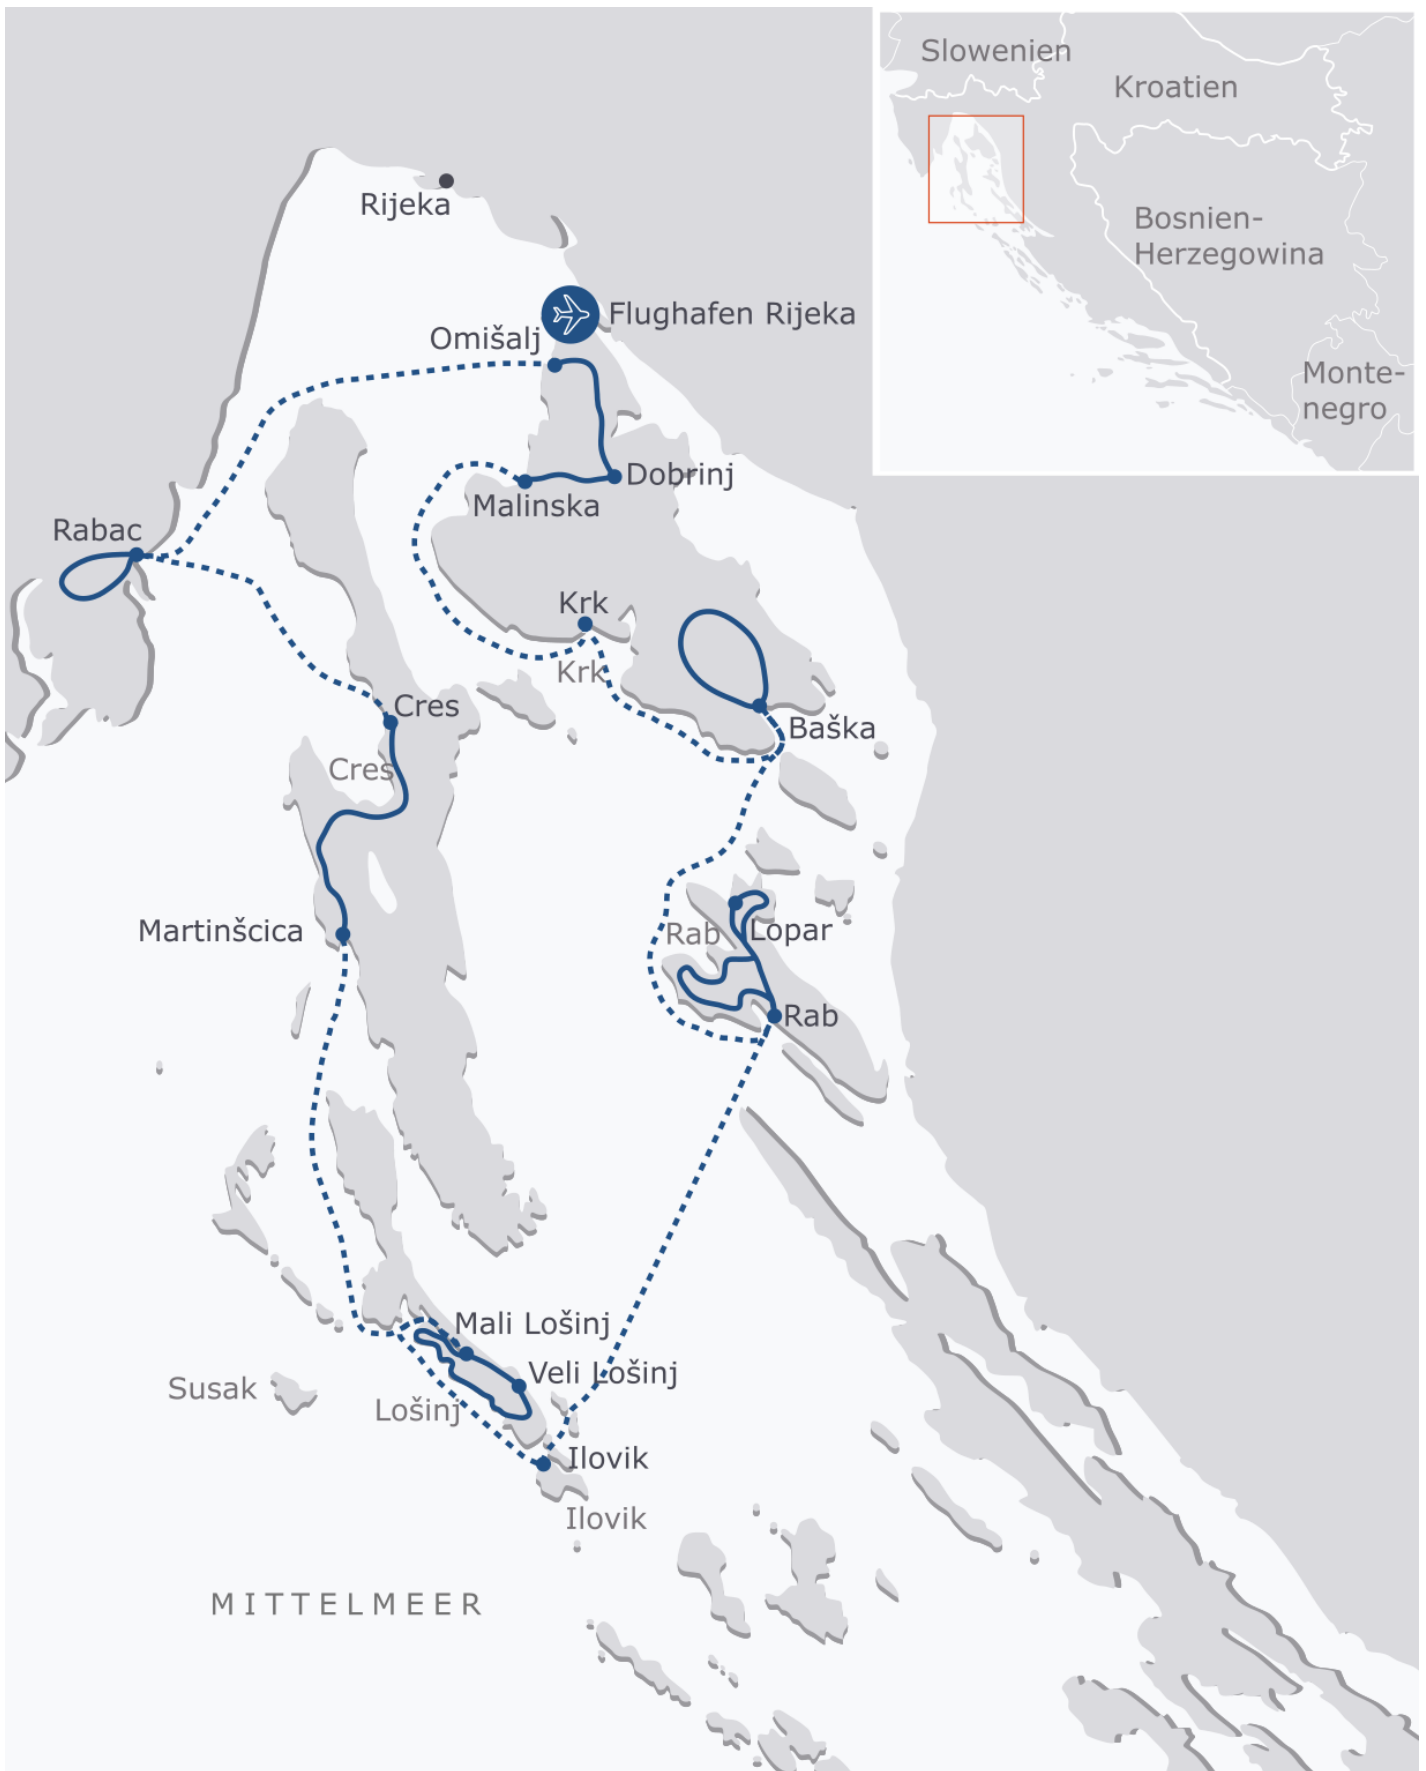 Slowenien
Kroatien
Bosnien-
Herzegowina
Monte-
negro
Rijeka
Flughafen Rijeka
Omišalj
Dobrinj
Malinska
Rabac
Krk
Krk
Cres
Baška
Cres
Martinšcica
Rab
Lopar
Rab
Mali Lošinj
Veli Lošinj
Susak
Lošinj
Ilovik
Ilovik
MITTELMEER